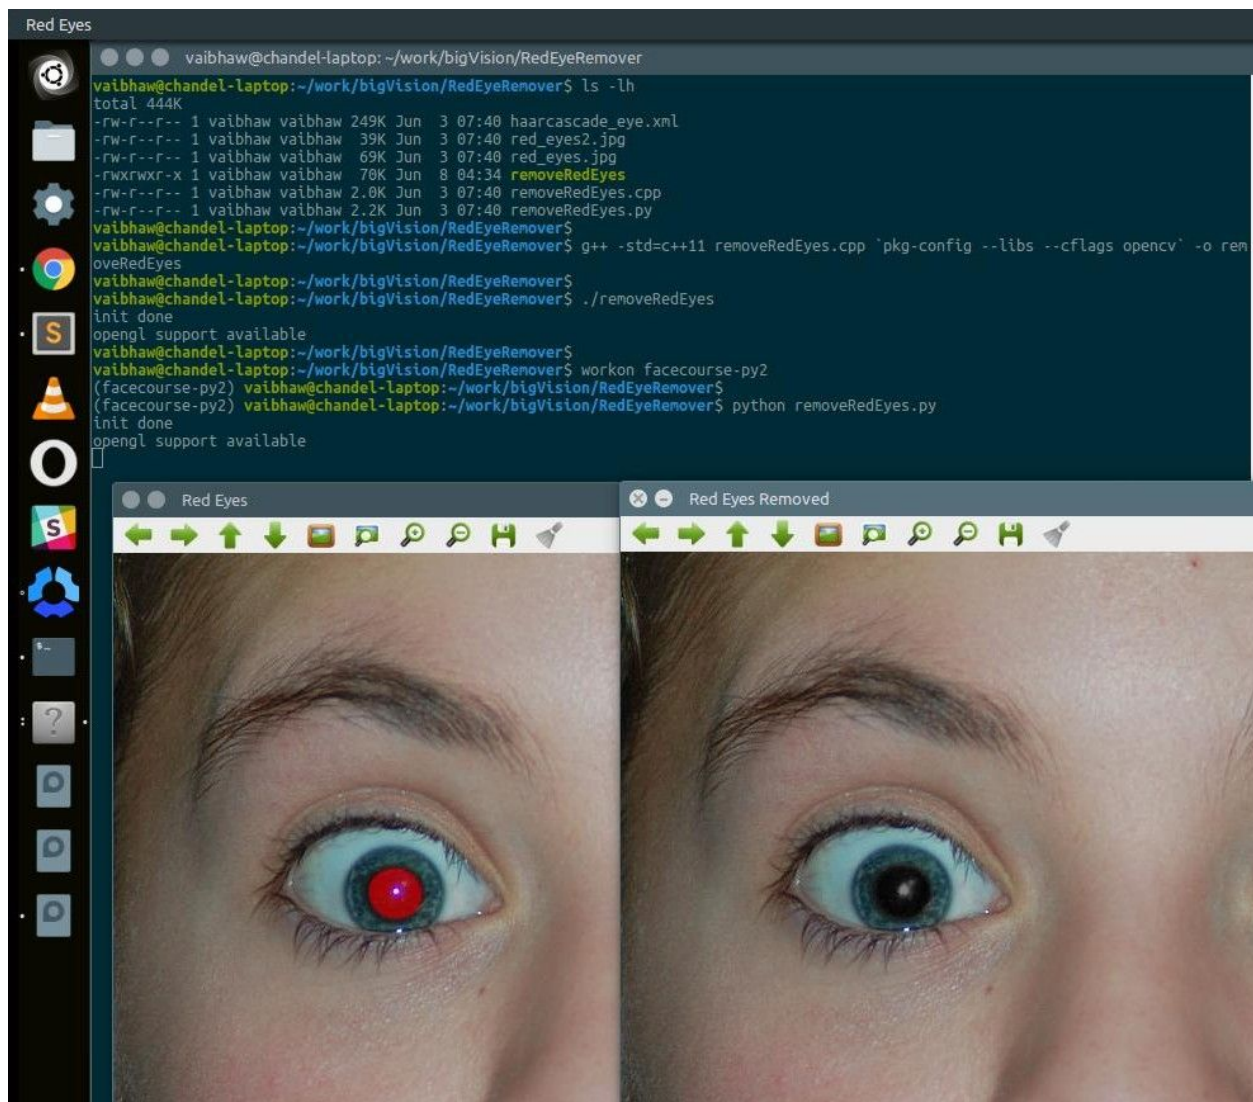 Red Eyes
vaibhaw@chandel-laptop: ~/work/bigVision/RedEyeRemover
vaibhaw@chandel-laptop:~/work/bigVision/RedEyeRemover$ ls -lh
total 444K
-rw-r--r-- 1 vaibhaw vaibhaw 249K Jun  3 07:40 haarcascade_eye.xml
-rw-r--r-- 1 vaibhaw vaibhaw  39K Jun  3 07:40 red_eyes2.jpg
-rw-r--r-- 1 vaibhaw vaibhaw  69K Jun  3 07:40 red_eyes.jpg
-rwxrwxr-x 1 vaibhaw vaibhaw  70K Jun  8 04:34 removeRedEyes
-rw-r--r-- 1 vaibhaw vaibhaw 2.0K Jun  3 07:40 removeRedEyes.cpp
-rw-r--r-- 1 vaibhaw vaibhaw 2.2K Jun  3 07:40 removeRedEyes.py
vaibhaw@chandel-laptop:~/work/bigVision/RedEyeRemover$
vaibhaw@chandel-laptop:~/work/bigVision/RedEyeRemover$ g++ -std=c++11 removeRedEyes.cpp `pkg-config --libs --cflags opencv` -o rem
oveRedEyes
vaibhaw@chandel-laptop:~/work/bigVision/RedEyeRemover$
vaibhaw@chandel-laptop:~/work/bigVision/RedEyeRemover$ ./removeRedEyes
init done
opengl support available
vaibhaw@chandel-laptop:~/work/bigVision/RedEyeRemover$
vaibhaw@chandel-laptop:~/work/bigVision/RedEyeRemover$ workon facecourse-py2
(facecourse-py2) vaibhaw@chandel-laptop:~/work/bigVision/RedEyeRemover$
(facecourse-py2) vaibhaw@chandel-laptop:~/work/bigVision/RedEyeRemover$ python removeRedEyes.py
init done
opengl support available
Red Eyes
Red Eyes Removed